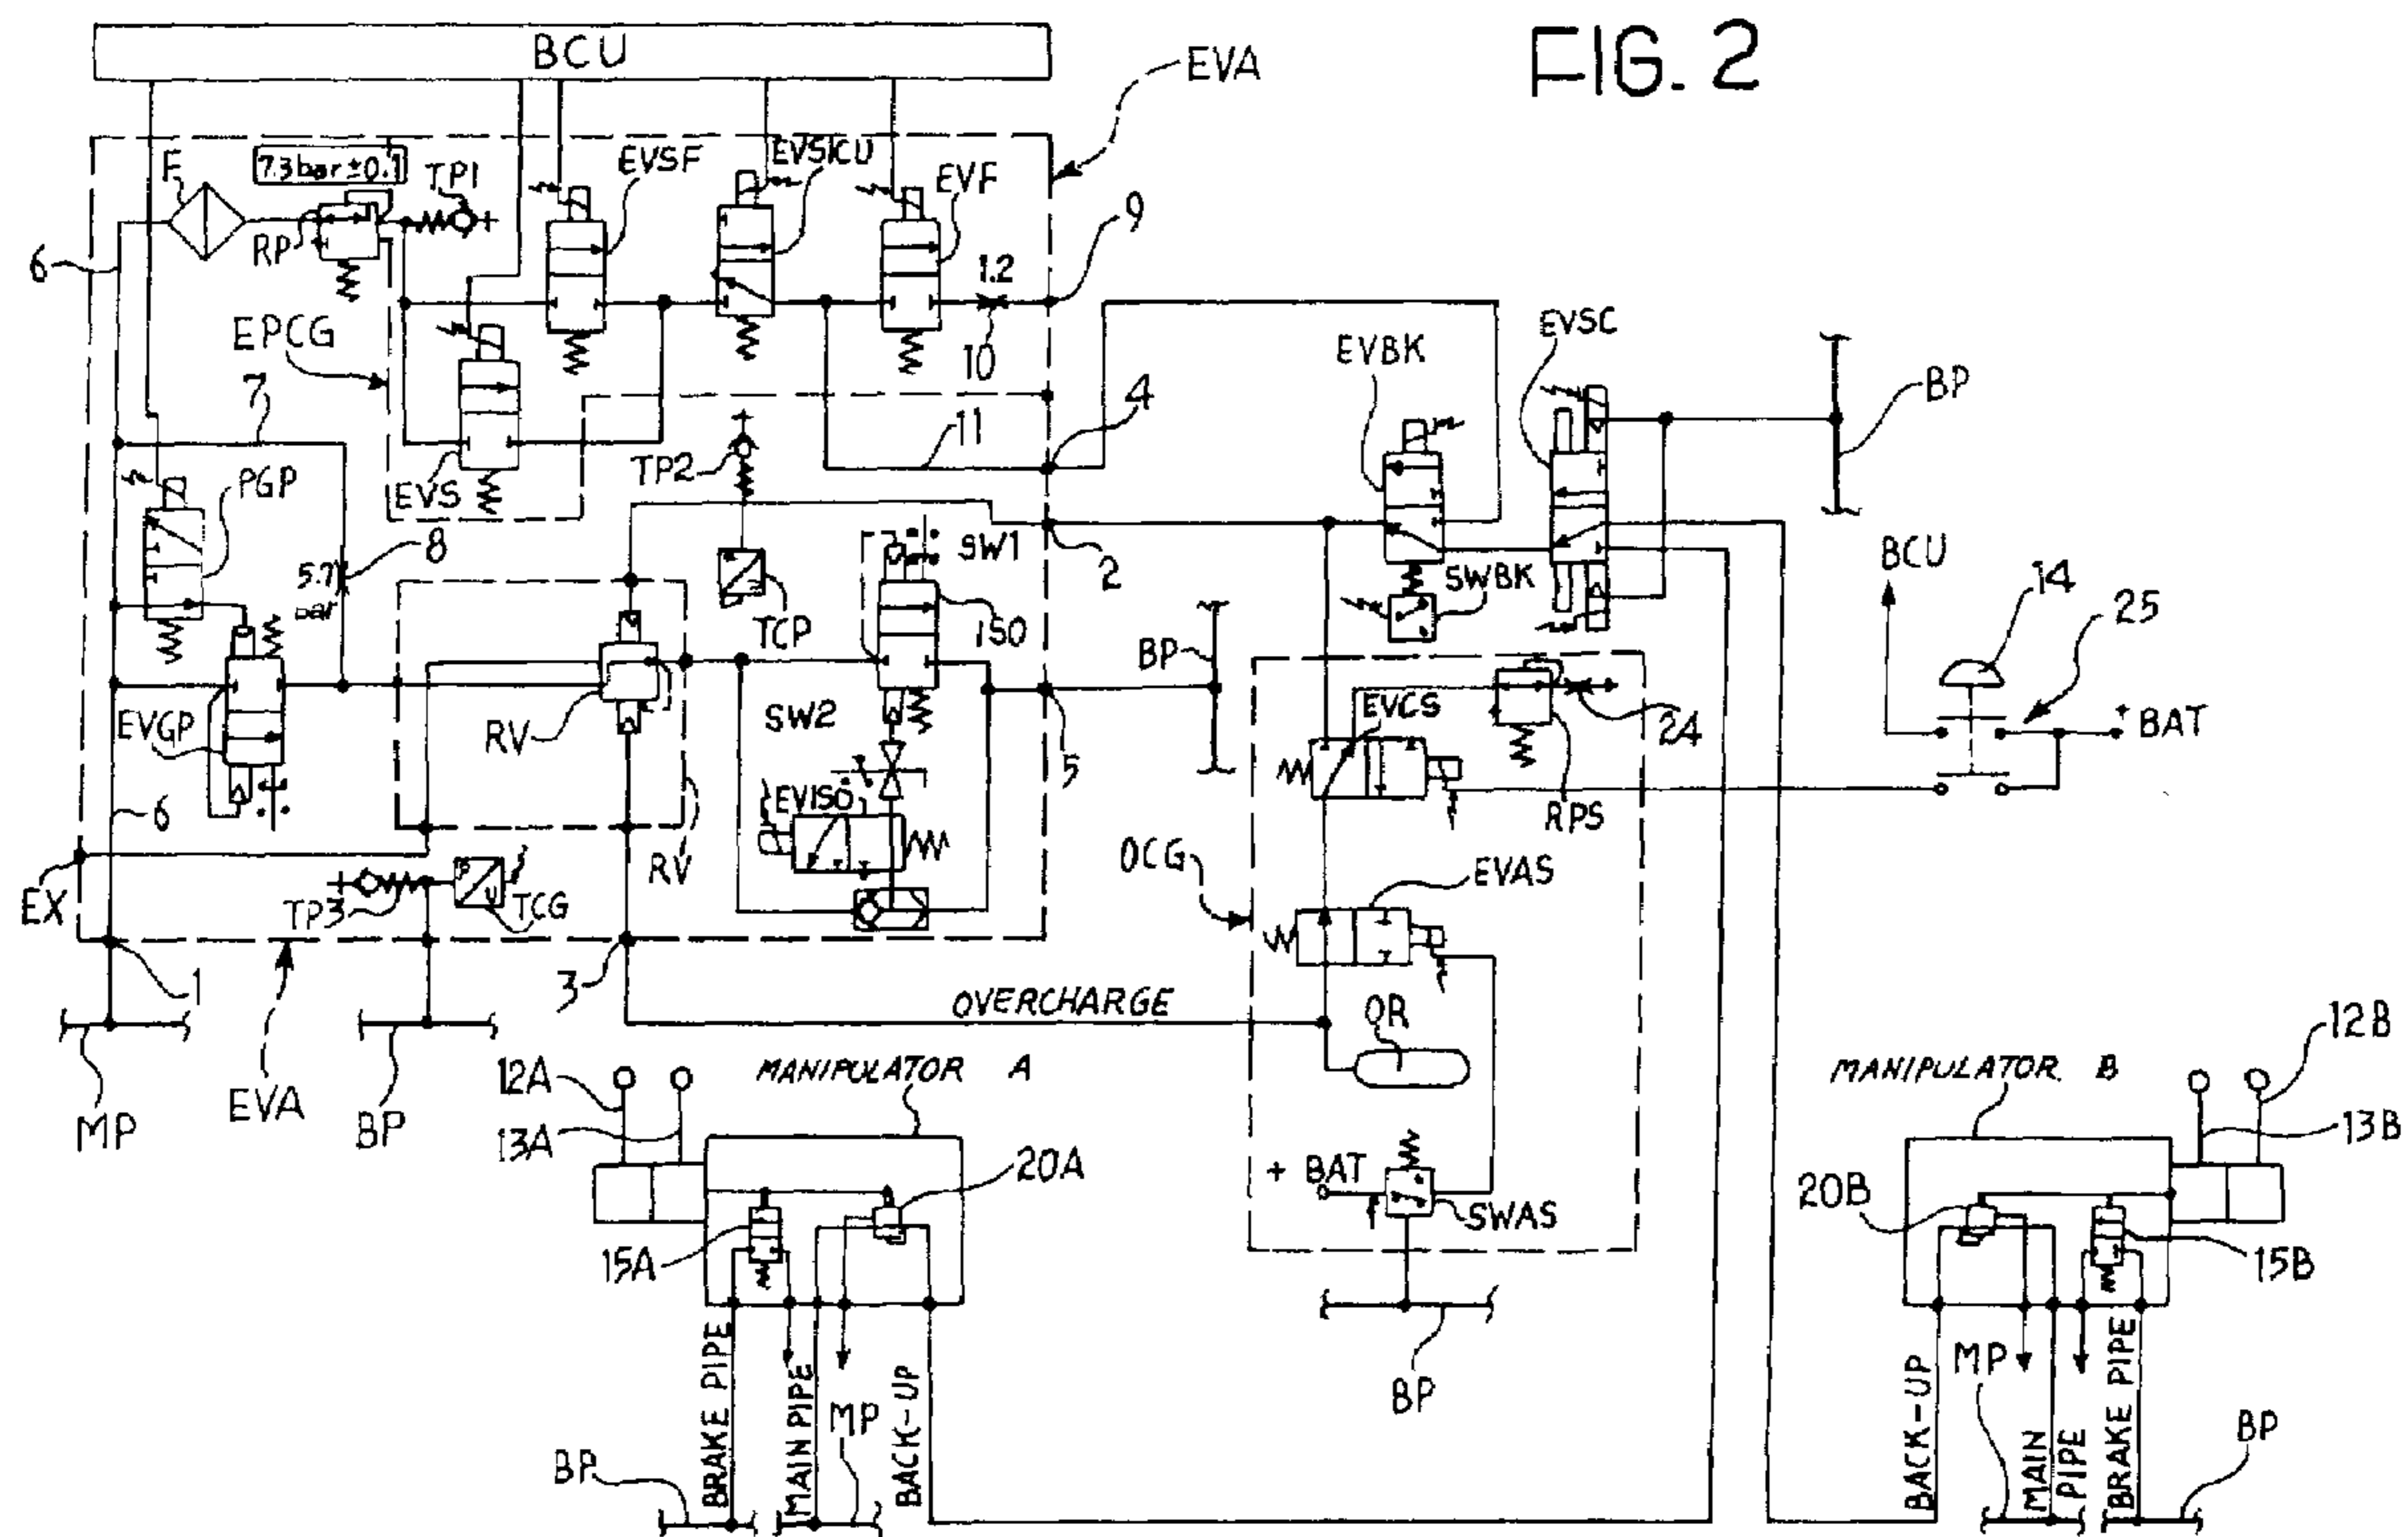 FIG. 2
BCU
EVA
F
7.3 bar ± 0.1
TP1
EVSF
EVSICU
EVF
9
RP
6
1.2
10
EPCG
EVBK
EVSC
4
BP
7
11
TP2
EVS
PGP
8
5.7
bar
SW1
2
BCU
14
SWBK
25
TCP
ISO
BP
+
BAT
EVGP
RV
SW2
EVCS
24
5
6
EVISO
RPS
RV
OCG
EVAS
EX
TP3
P
U
TCG
1
3
OVERCHARGE
OR
12B
12A
MANIPULATOR A
MANIPULATOR B
MP
EVA
BP
13A
13B
20A
+ BAT
20B
SWAS
15A
15B
BRAKE PIPE
MAIN PIPE
MP
BACK-UP
BP
BP
BACK-UP
MP
MAIN
PIPE
BRAKE PIPE
BP